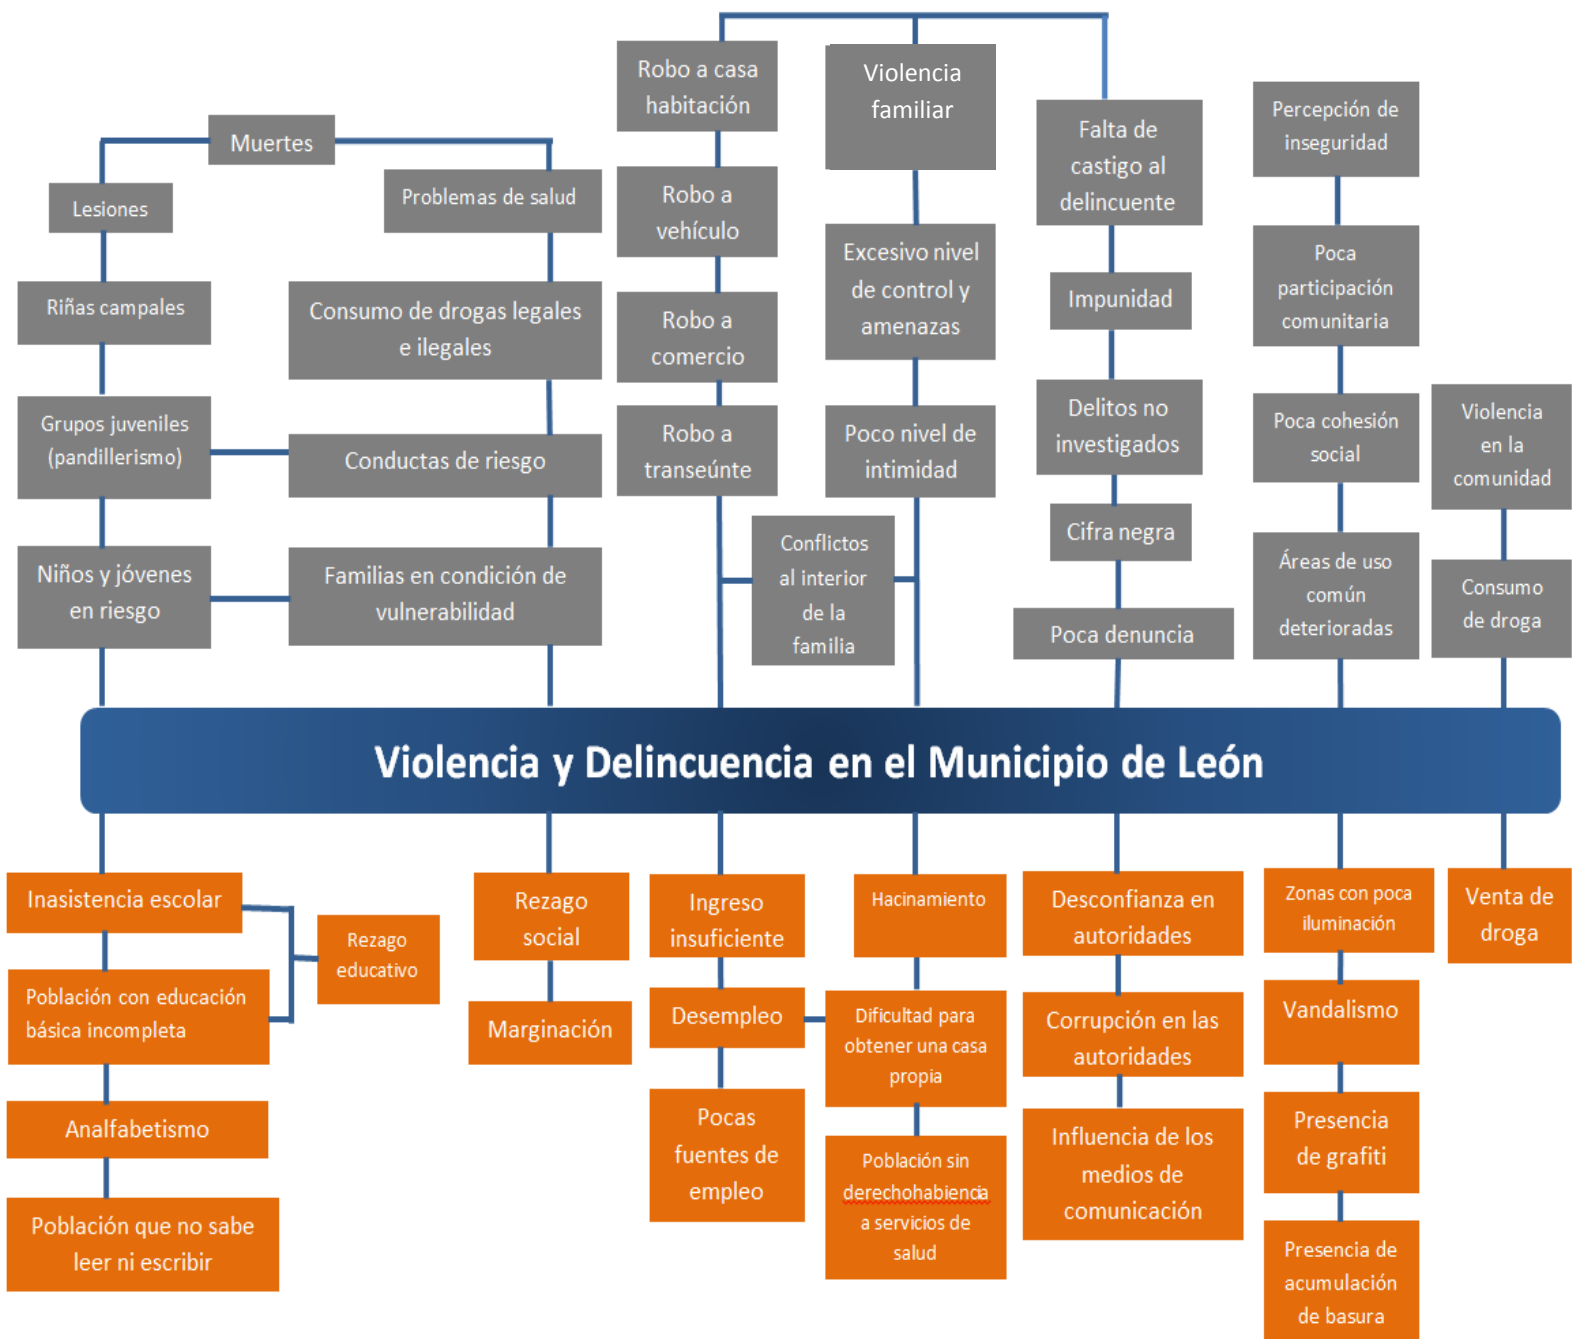 Muertes
Lesiones
Riñas campales
Grupos juveniles
(pandillerismo)
Niños y jóvenes
en riesgo
Problemas de salud
Consumo de drogas legales
e ilegales
Conductas de riesgo
Familias en condición de
vulnerabilidad
Robo a casa
habitación
Robo a
vehículo
Robo a
comercio
Robo a
transeúnte
Violencia
familiar
Excesivo nivel
de control y
amenazas
Poco nivel de
intimidad
Conflictos
al interior
de la
familia
Falta de
castigo al
delincuente
Impunidad
Delitos no
investigados
Cifra negra
Poca denuncia
Percepción de
inseguridad
Poca
participación
comunitaria
Poca cohesión
social
Áreas de uso
común
deterioradas
Violencia
en la
comunidad
Consumo
de droga
Violencia y Delincuencia en el Municipio de León
Inasistencia escolar
Rezago
educativo
Población con educación
básica incompleta
Analfabetismo
Población que no sabe
leer ni escribir
Rezago
social
Marginación
Ingreso
insuficiente
Desempleo
Pocas
fuentes de
empleo
Hacinamiento
Dificultad para
obtener una casa
propia
Población sin
derechohabiencia
a servicios de
salud
Desconfianza en
autoridades
Corrupción en las
autoridades
Influencia de los
medios de
comunicación
Zonas con poca
iluminación
Vandalismo
Presencia
de grafiti
Presencia de
acumulación
de basura
Venta de
droga